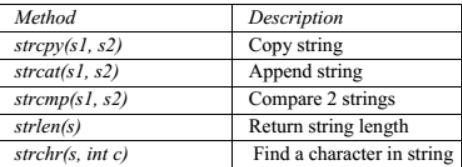 Method Description
strcpy(s1, s2) Copy string
strcat(s1, s2) Append string
strcmp(s1, s2) Compare 2 strings
strlen(s) Return string length
strchr(s, int c) Find a character in string